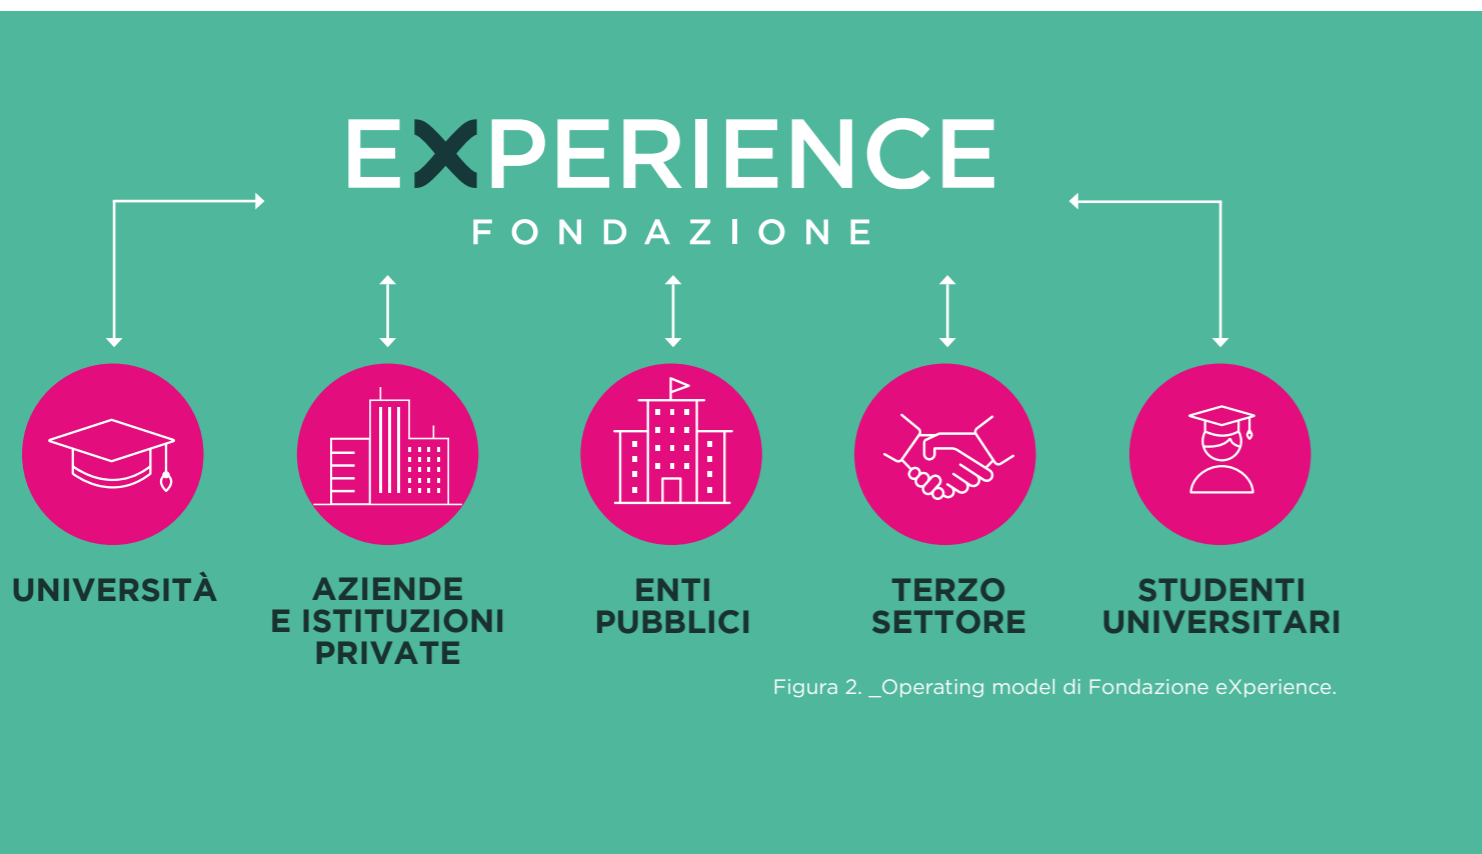 EXPERIENCE
FONDAZIONE
UNIVERSITÀ
AZIENDE
E ISTITUZIONI
PRIVATE
ENTI
PUBBLICI
TERZO
SETTORE
STUDENTI
UNIVERSITARI
Figura 2. _Operating model di Fondazione eXperience.